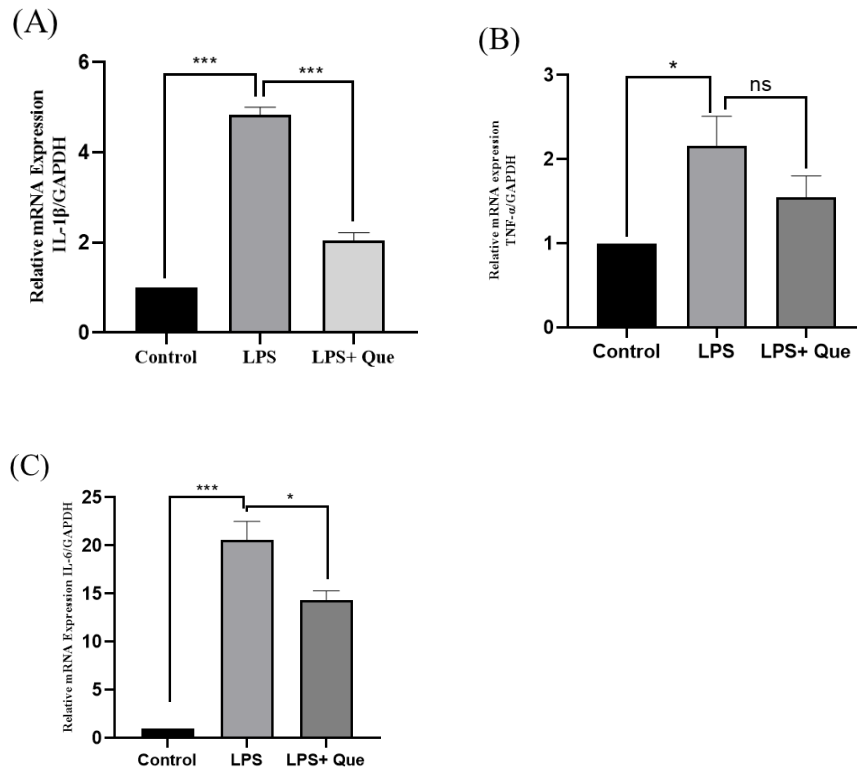 (A)
Relative mRNA Expression
IL-1β/GAPDH
6
4
2
0
***
***
Control
LPS
LPS+ Que
(B)
Relative mRNA expression
TNF-α/GAPDH
3
2
1
0
*
ns
Control
LPS
LPS+ Que
(C)
Relative mRNA Expression IL-6/GAPDH
25
20
15
10
5
0
***
*
Control
LPS
LPS+ Que